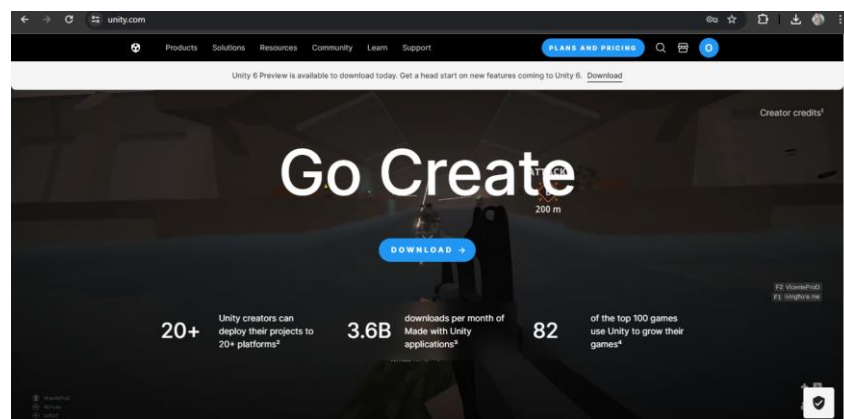 unity.com
Products Solutions Resources Community Learn Support PLANS AND PRICING O
Unity 6 Preview is available to download today. Get a head start on new features coming to Unity 6. Download
Creator credits¹
Go Create
ATTACK
200 m
DOWNLOAD →
F2 VicentePraD
F1 livingfore.me
20+
Unity creators can
deploy their projects to
20+ platforms²
3.6B
downloads per month of
Made with Unity
applications³
82
of the top 100 games
use Unity to grow their
games⁴